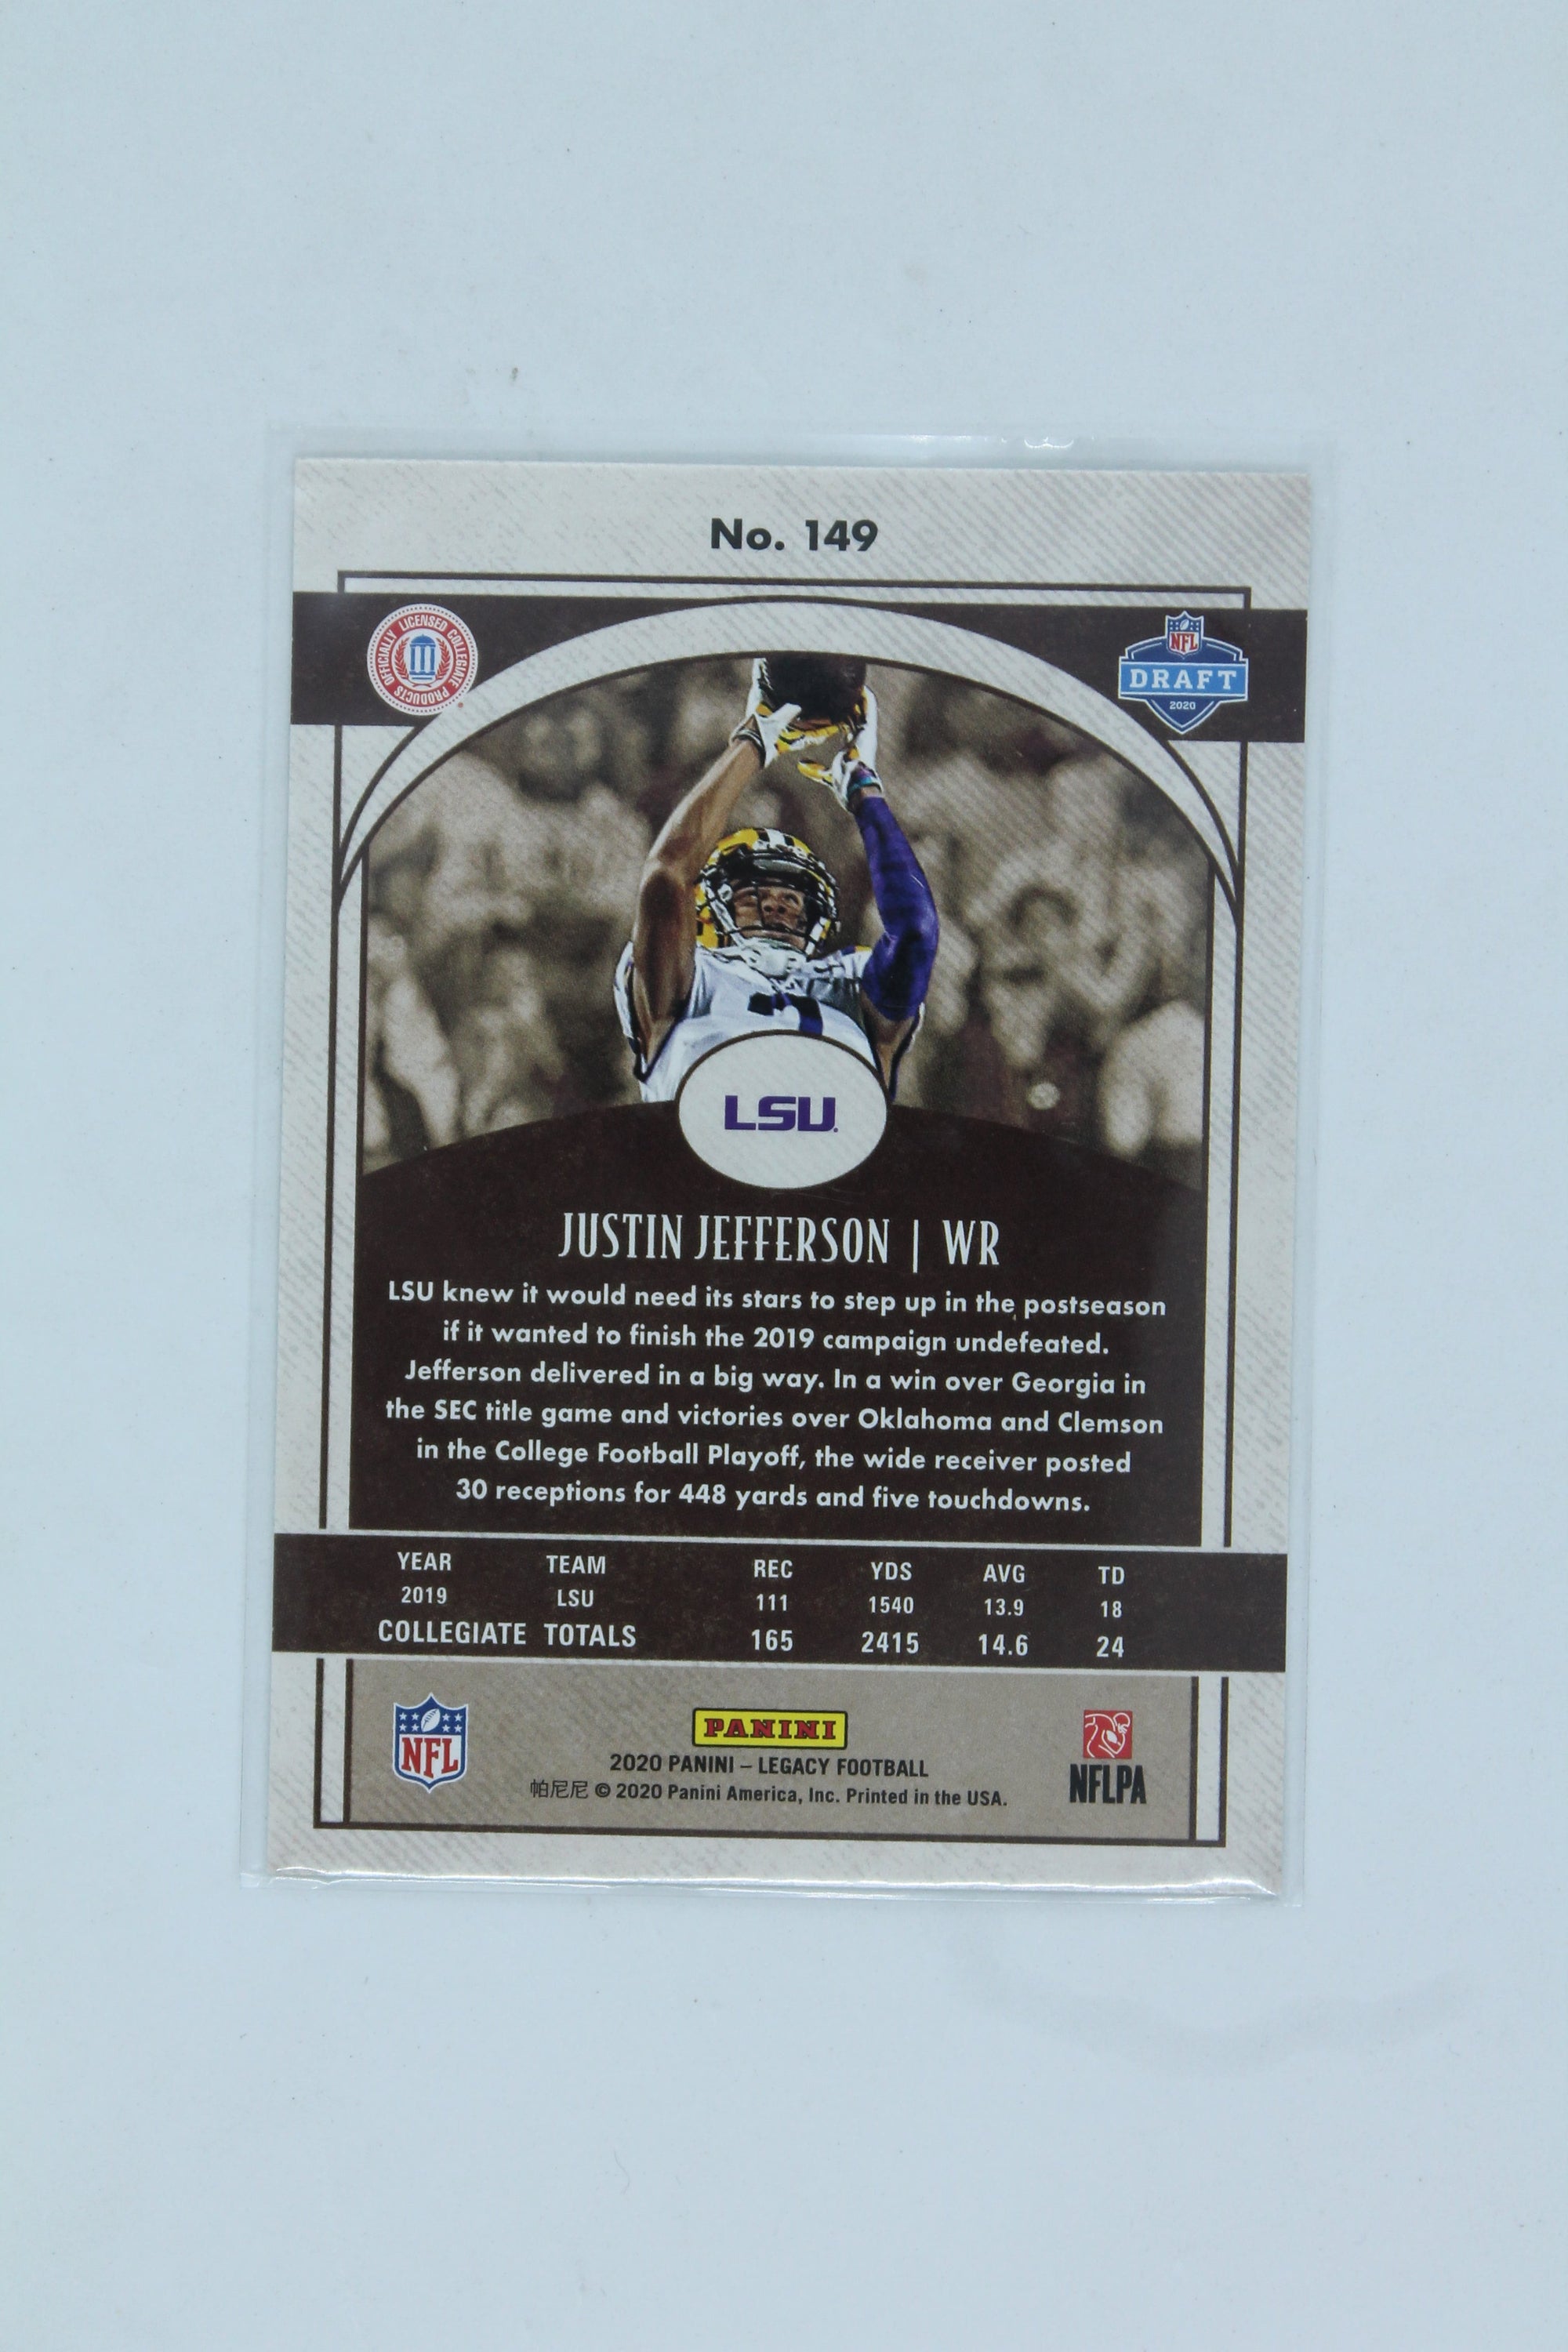 No. 149
OFFICIALLY LICENSED COLLEGIATE PRODUCTS
NFL
DRAFT
2020
LSU
JUSTIN JEFFERSON | WR
LSU knew it would need its stars to step up in the postseason
if it wanted to finish the 2019 campaign undefeated.
Jefferson delivered in a big way. In a win over Georgia in
the SEC title game and victories over Oklahoma and Clemson
in the College Football Playoff, the wide receiver posted
30 receptions for 448 yards and five touchdowns.
YEAR TEAM REC YDS AVG TD
2019 LSU 111 1540 13.9 18
COLLEGIATE TOTALS 165 2415 14.6 24
NFL
PANINI
2020 PANINI – LEGACY FOOTBALL
帕尼尼 © 2020 Panini America, Inc. Printed in the USA.
NFLPA